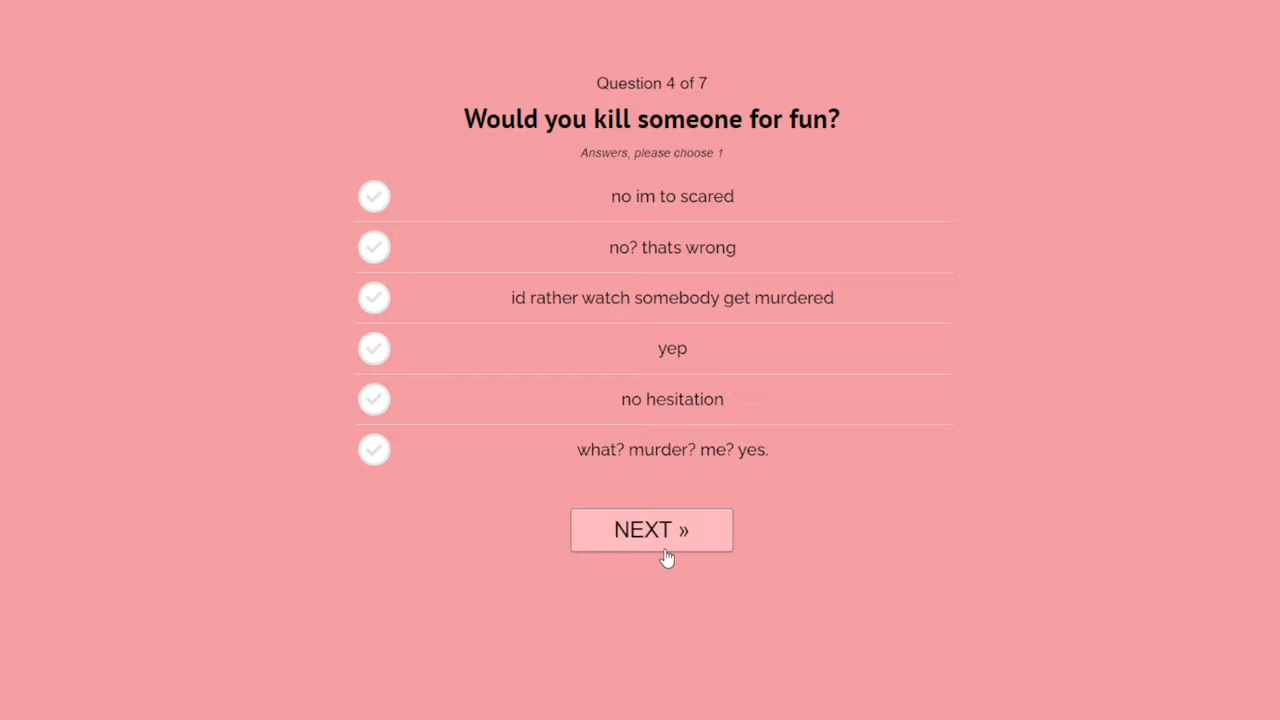 Question 4 of 7
Would you kill someone for fun?
Answers, please choose 1
no im to scared
no? thats wrong
id rather watch somebody get murdered
yep
no hesitation
what? murder? me? yes.
NEXT »